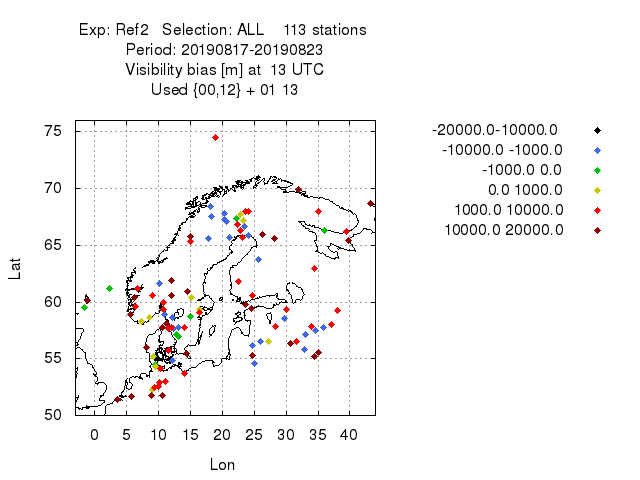 Exp: Ref2   Selection: ALL    113 stations
Period: 20190817-20190823
Visibility bias [m] at  13 UTC
Used {00,12} + 01 13
-20000.0-10000.0
-10000.0 -1000.0
-1000.0 0.0
0.0 1000.0
1000.0 10000.0
10000.0 20000.0
75
70
65
60
55
50
Lat
0 5 10 15 20 25 30 35 40
Lon